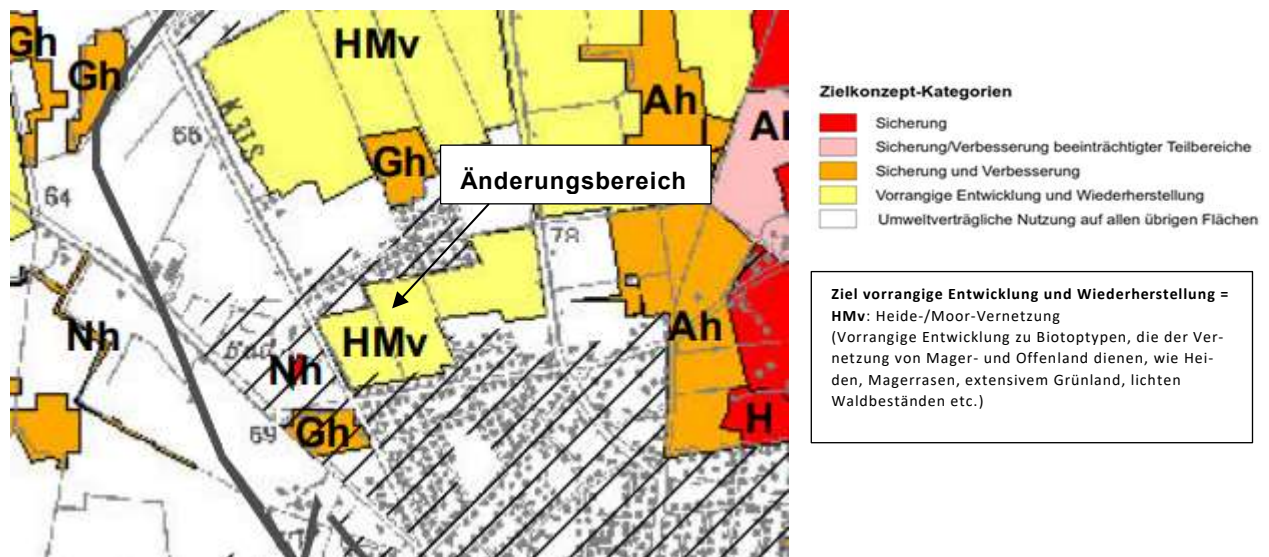 Gh
HMv
Gh
Ah
Al
66
Gh
Änderungsbereich
64
78
Nh
HMv
Ah
Nh
H
69
Gh
Zielkonzept-Kategorien
Sicherung
Sicherung/Verbesserung beeinträchtigter Teilbereiche
Sicherung und Verbesserung
Vorrangige Entwicklung und Wiederherstellung
Umweltverträgliche Nutzung auf allen übrigen Flächen
Ziel vorrangige Entwicklung und Wiederherstellung =
HMv: Heide-/Moor-Vernetzung
(Vorrangige Entwicklung zu Biotoptypen, die der Ver-
netzung von Mager- und Offenland dienen, wie Hei-
den, Magerrasen, extensivem Grünland, lichten
Waldbeständen etc.)